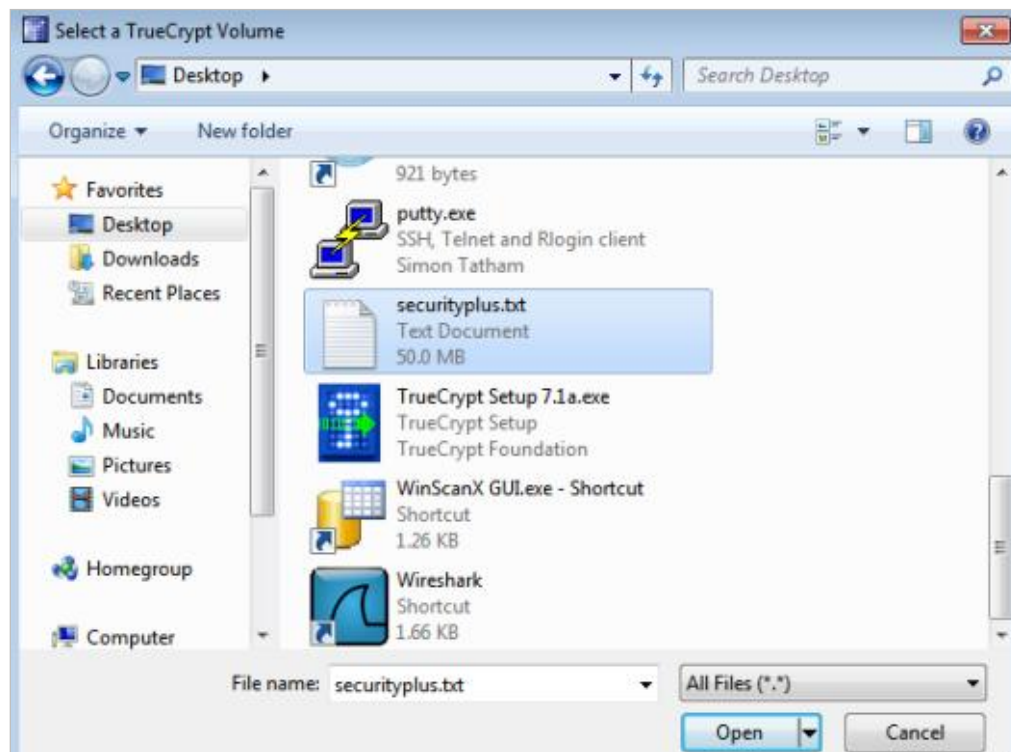 Select a TrueCrypt Volume
Desktop
Search Desktop
Organize
New folder
Favorites
Desktop
Downloads
Recent Places
Libraries
Documents
Music
Pictures
Videos
Homegroup
Computer
921 bytes
putty.exe
SSH, Telnet and Rlogin client
Simon Tatham
securityplus.txt
Text Document
50.0 MB
TrueCrypt Setup 7.1a.exe
TrueCrypt Setup
TrueCrypt Foundation
WinScanX GUI.exe - Shortcut
Shortcut
1.26 KB
Wireshark
Shortcut
1.66 KB
File name: securityplus.txt
All Files (*.*)
Open
Cancel